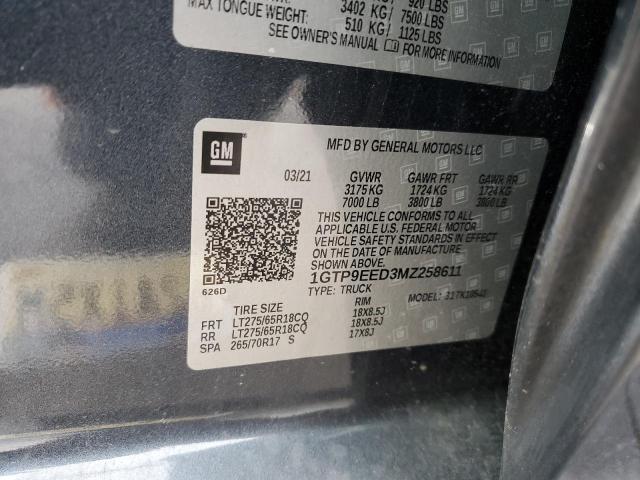 920 LBS
3402 KG / 7500 LBS
MAX TONGUE WEIGHT: 510 KG / 1125 LBS
SEE OWNER'S MANUAL FOR MORE INFORMATION
GM
MFD BY GENERAL MOTORS LLC
03/21 GVWR GAWR FRT GAWR RR
3175 KG 1724 KG 1724 KG
7000 LB 3800 LB 3800 LB
THIS VEHICLE CONFORMS TO ALL
APPLICABLE U.S. FEDERAL MOTOR
VEHICLE SAFETY STANDARDS IN EFFECT
ON THE DATE OF MANUFACTURE
SHOWN ABOVE.
1GTP9EED3MZ258611
626D TYPE: TRUCK MODEL:
TIRE SIZE RIM
FRT LT275/65R18CQ 18X8.5J
RR LT275/65R18CQ 18X8.5J
SPA 265/70R17 S 17X8J